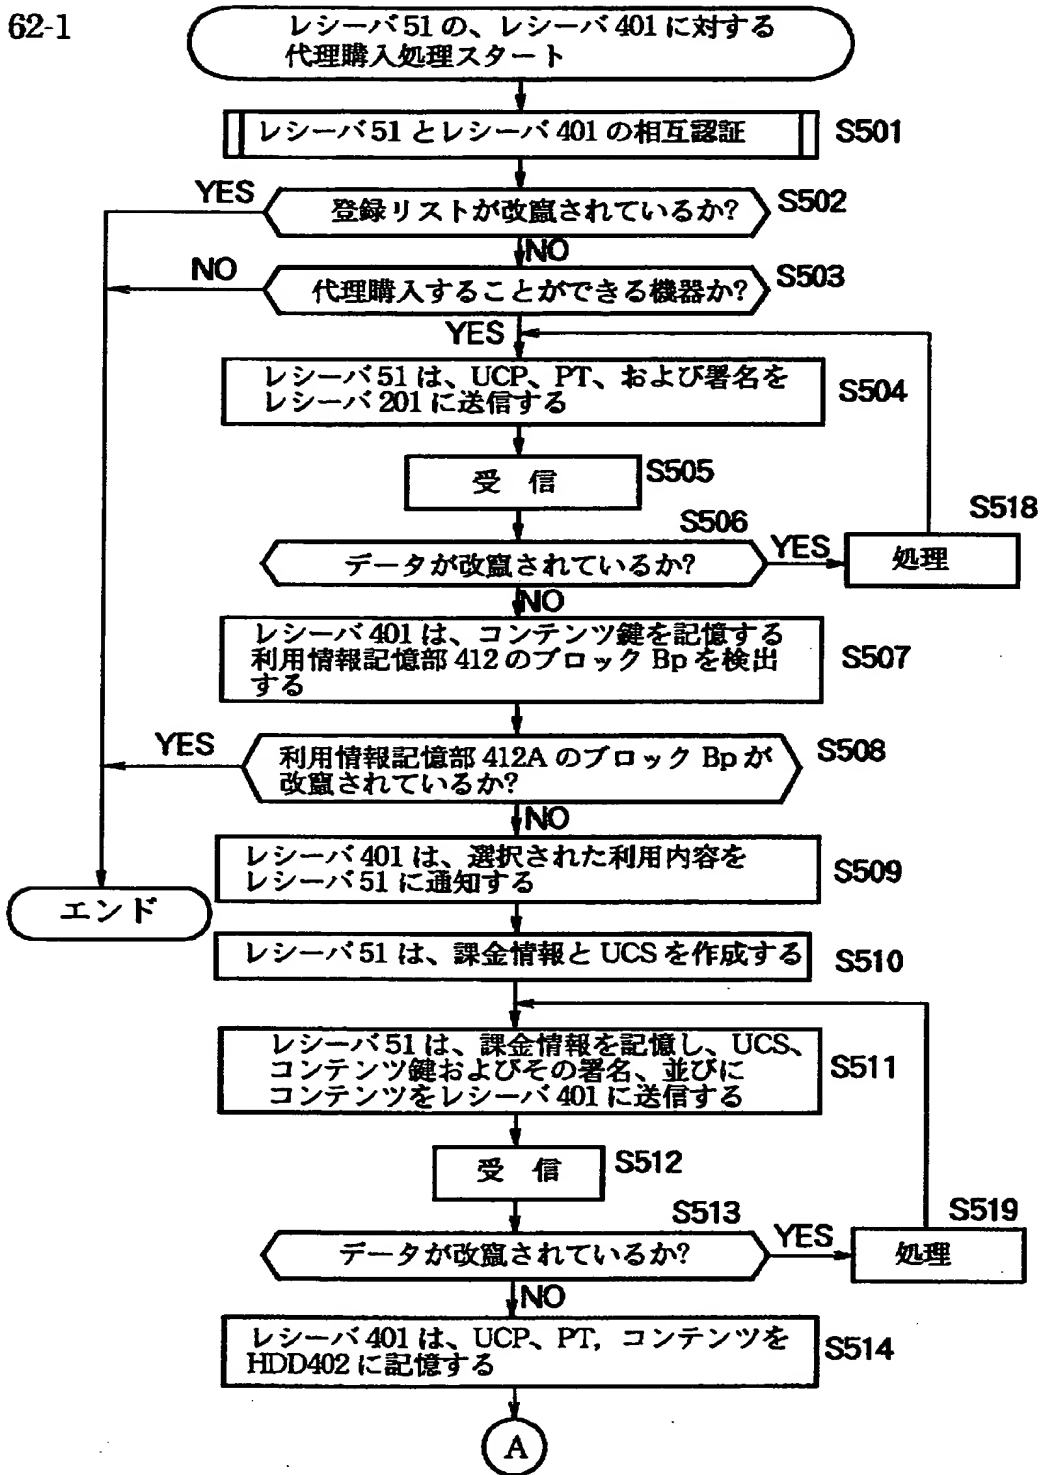 62-1
レシーバ51の、レシーバ401に対する
代理購入処理スタート
レシーバ51とレシーバ401の相互認証
S501
YES
登録リストが改竄されているか?
S502
NO
NO
代理購入することができる機器か?
S503
YES
レシーバ51は、UCP、PT、および署名を
レシーバ201に送信する
S504
受 信
S505
S506
S518
データが改竄されているか?
YES
処理
NO
レシーバ401は、コンテンツ鍵を記憶する
利用情報記憶部412のブロックBpを検出
する
S507
YES
利用情報記憶部412AのブロックBpが
改竄されているか?
S508
NO
レシーバ401は、選択された利用内容を
レシーバ51に通知する
S509
エンド
レシーバ51は、課金情報とUCSを作成する
S510
レシーバ51は、課金情報を記憶し、UCS、
コンテンツ鍵およびその署名、並びに
コンテンツをレシーバ401に送信する
S511
受 信
S512
S513
S519
データが改竄されているか?
YES
処理
NO
レシーバ401は、UCP、PT, コンテンツを
HDD402に記憶する
S514
A